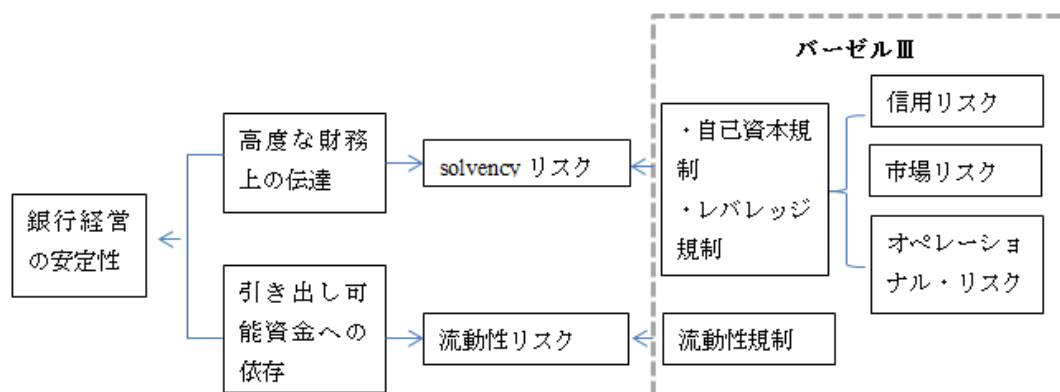 バーゼルⅢ
銀行経営
の安定性
高度な財務
上の伝達
引き出し可
能資金への
依存
solvency リスク
流動性リスク
・自己資本規
制
・レバレッジ
規制
流動性規制
信用リスク
市場リスク
オペレーショ
ナル・リスク